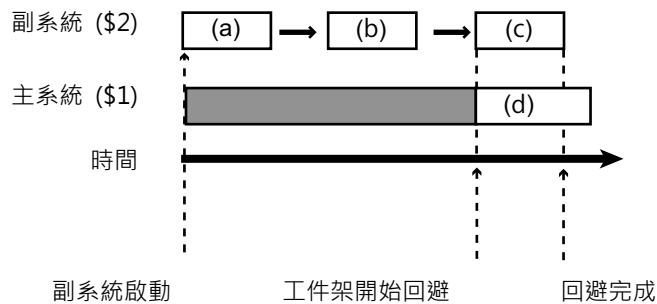 副系統 ($2) (a) (b) (c)
主系統 ($1) (d)
時間
副系統啟動 工件架開始回避 回避完成